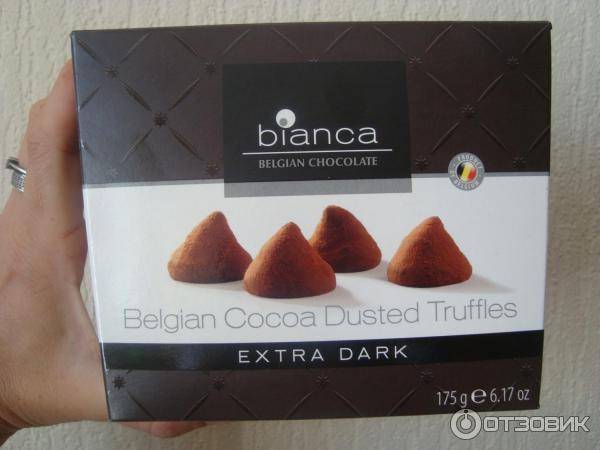 bianca
BELGIAN CHOCOLATE
Belgian Cocoa Dusted Truffles
EXTRA DARK
175 g e 6.17 oz
ОТЗОВИК